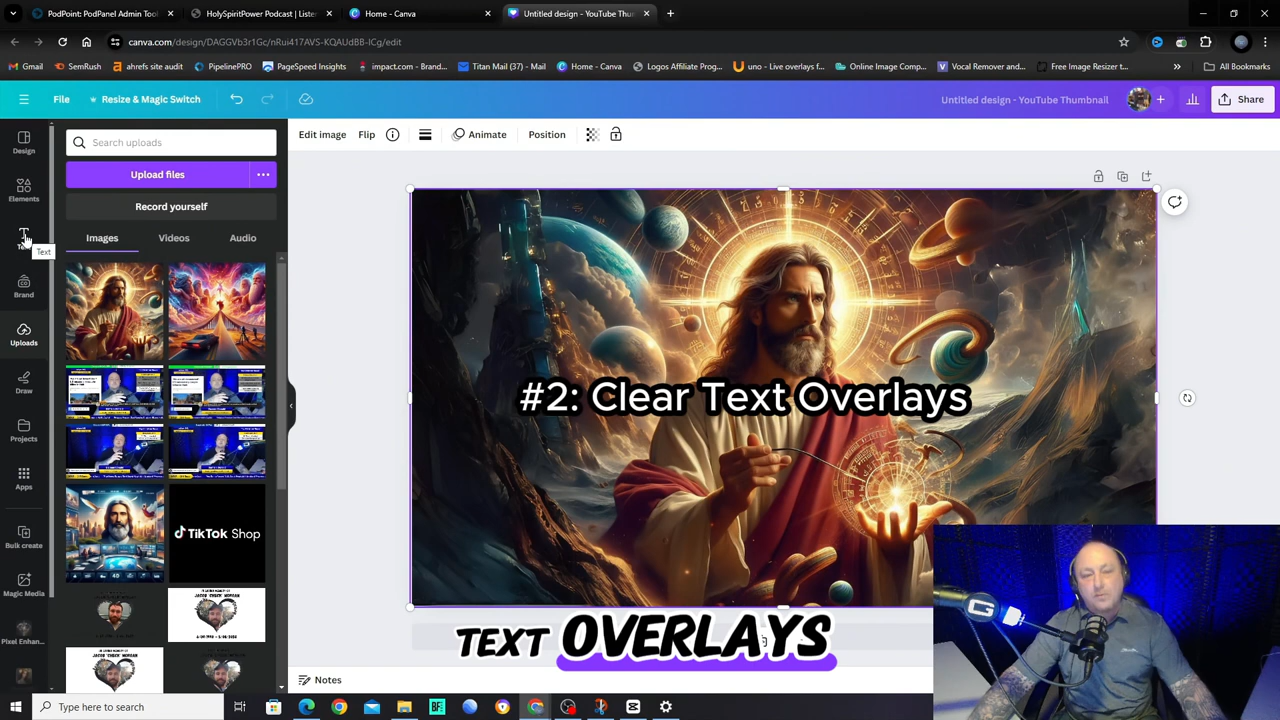 PodPoint: PodPanel Admin Tool
HolySpiritPower Podcast | Listen
Home - Canva
Untitled design - YouTube Thum
canva.com/design/DAGGVb3r1Gc/nRui417AVS-KQAUdBB-ICg/edit
Gmail
SemRush
ahrefs site audit
PipelinePRO
PageSpeed Insights
impact.com - Brand...
Titan Mail (37) - Mail
Home - Canva
Logos Affiliate Prog...
uno - Live overlays f...
Online Image Comp...
Vocal Remover and...
Free Image Resizer t...
All Bookmarks
File
Resize & Magic Switch
Untitled design - YouTube Thumbnail
Share
Design
Elements
Text
Brand
Uploads
Draw
Projects
Apps
Bulk create
Magic Media
Pixel Enhan...
Search uploads
Upload files
Record yourself
Images
Videos
Audio
TikTok Shop
Edit image
Flip
Animate
Position
#2: Clear Text Overlays
TEXT OVERLAYS
Notes
G
Type here to search